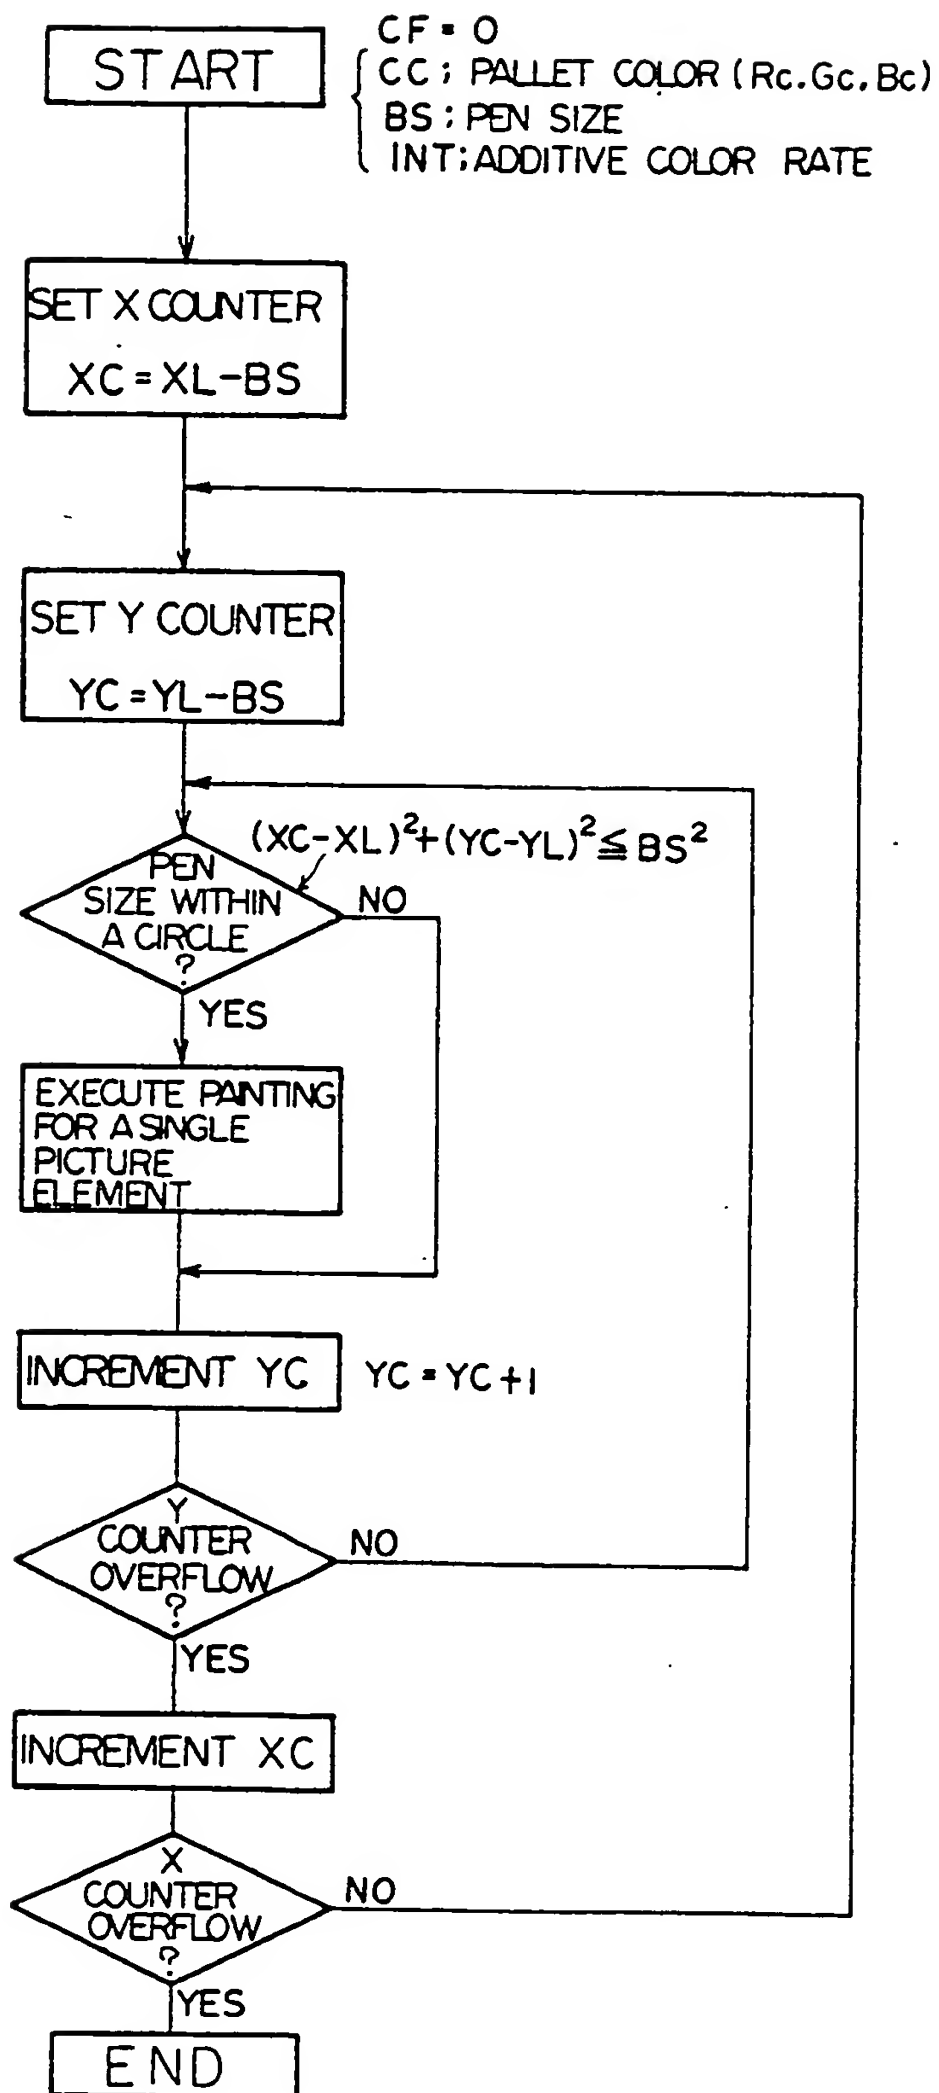 START
CF = 0
CC ; PALLET COLOR (Rc.Gc.Bc)
BS ; PEN SIZE
INT; ADDITIVE COLOR RATE
SET X COUNTER
XC = XL-BS
SET Y COUNTER
YC = YL-BS
(XC-XL)²+(YC-YL)²≦BS²
PEN
SIZE WITHIN
A CIRCLE
?
NO
YES
EXECUTE PAINTING
FOR A SINGLE
PICTURE
ELEMENT
INCREMENT YC
YC = YC+1
Y
COUNTER
OVERFLOW
?
NO
YES
INCREMENT XC
X
COUNTER
OVERFLOW
?
NO
YES
END